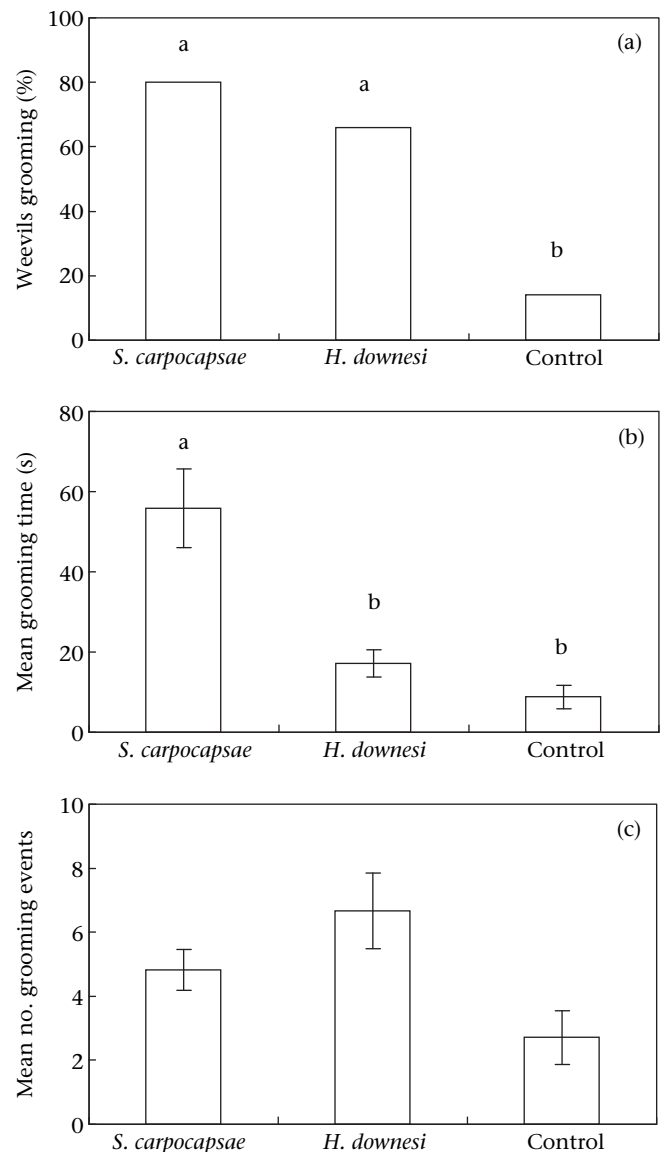 Weevils grooming (%)
100
80
60
40
20
0
a
a
b
(a)
S. carpocapsae H. downesi Control
Mean grooming time (s)
80
60
40
20
0
a
b
b
(b)
S. carpocapsae H. downesi Control
Mean no. grooming events
10
8
6
4
2
0
(c)
S. carpocapsae H. downesi Control